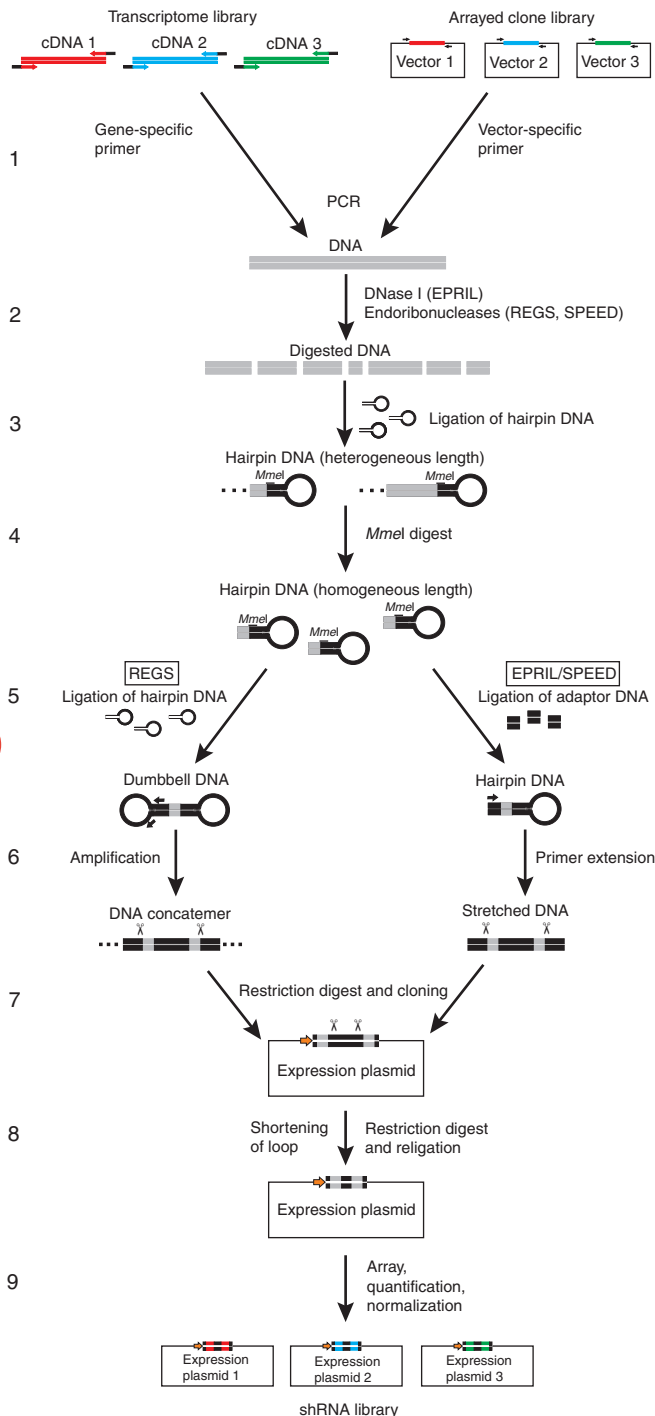 Transcriptome library
Arrayed clone library
cDNA 1
cDNA 2
cDNA 3
Vector 1
Vector 2
Vector 3
1
Gene-specific
primer
Vector-specific
primer
PCR
DNA
2
DNase I (EPRIL)
Endoribonucleases (REGS, SPEED)
Digested DNA
3
Ligation of hairpin DNA
Hairpin DNA (heterogeneous length)
MmeI
MmeI
4
MmeI digest
Hairpin DNA (homogeneous length)
MmeI
MmeI
MmeI
5
REGS
Ligation of hairpin DNA
EPRIL/SPEED
Ligation of adaptor DNA
Dumbbell DNA
Hairpin DNA
6
Amplification
Primer extension
DNA concatemer
Stretched DNA
7
Restriction digest and cloning
Expression plasmid
8
Shortening
of loop
Restriction digest
and religation
Expression plasmid
9
Array,
quantification,
normalization
Expression
plasmid 1
Expression
plasmid 2
Expression
plasmid 3
shRNA library